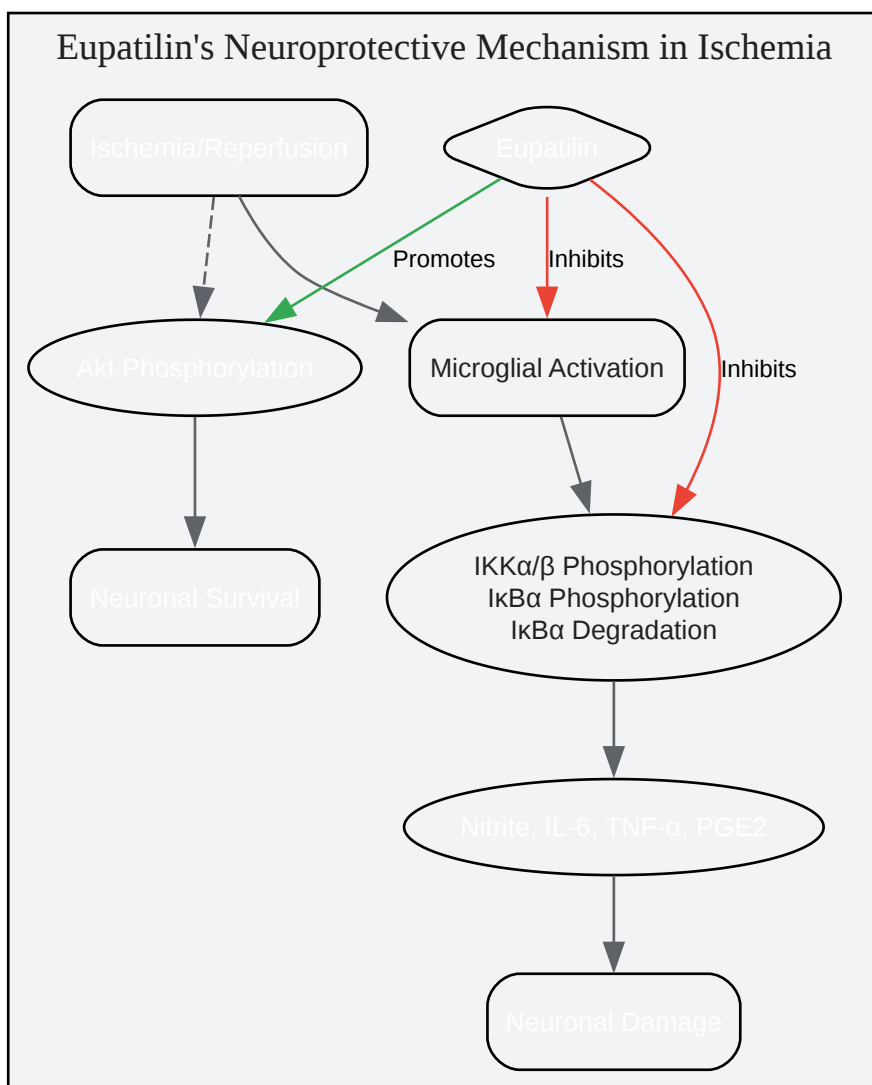 Eupatilin's Neuroprotective Mechanism in Ischemia
Ischemia/Reperfusion
Eupatilin
Promotes
Inhibits
Akt Phosphorylation
Microglial Activation
Inhibits
IKKα/β Phosphorylation
IκBα Phosphorylation
IκBα Degradation
Neuronal Survival
Nitrite, IL-6, TNF-α, PGE2
Neuronal Damage